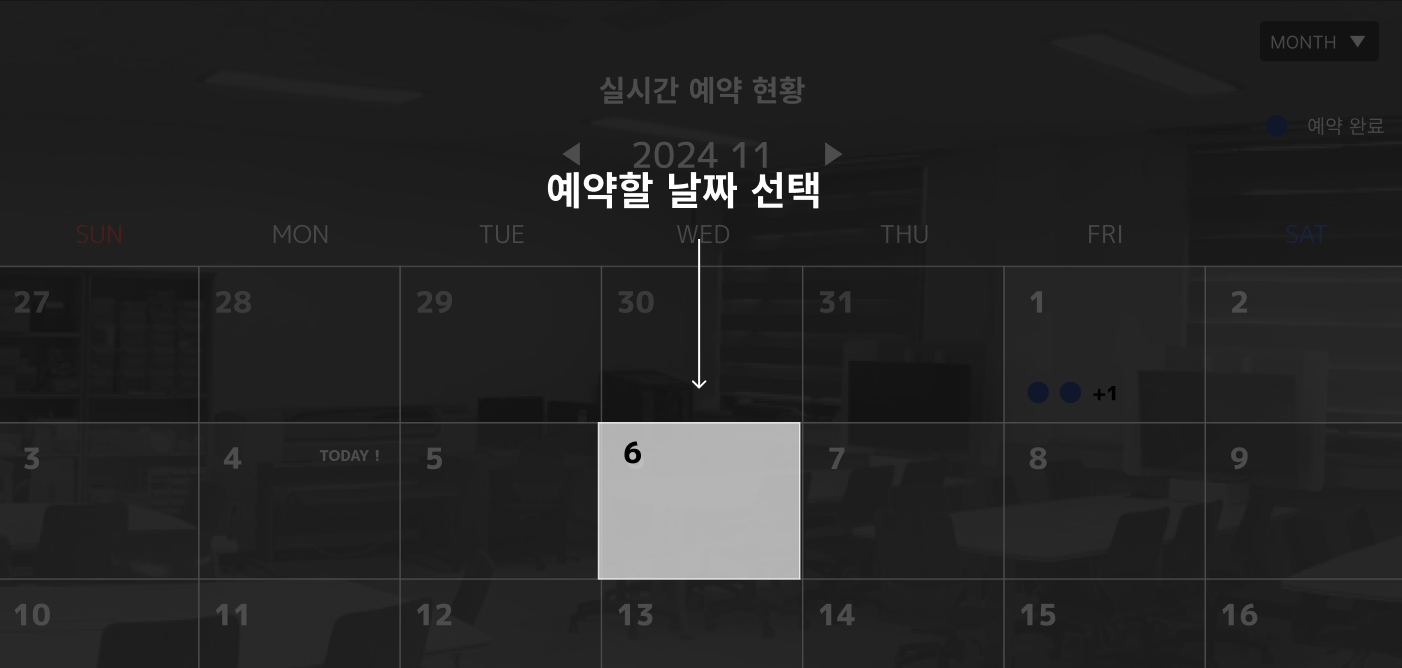 MONTH ▼
실시간 예약 현황
예약 완료
◀ 2024 11 ▶
예약할 날짜 선택
SUN MON TUE WED THU FRI SAT
27 28 29 30 31 1 2
+1
3 4 TODAY ! 5 6 7 8 9
10 11 12 13 14 15 16